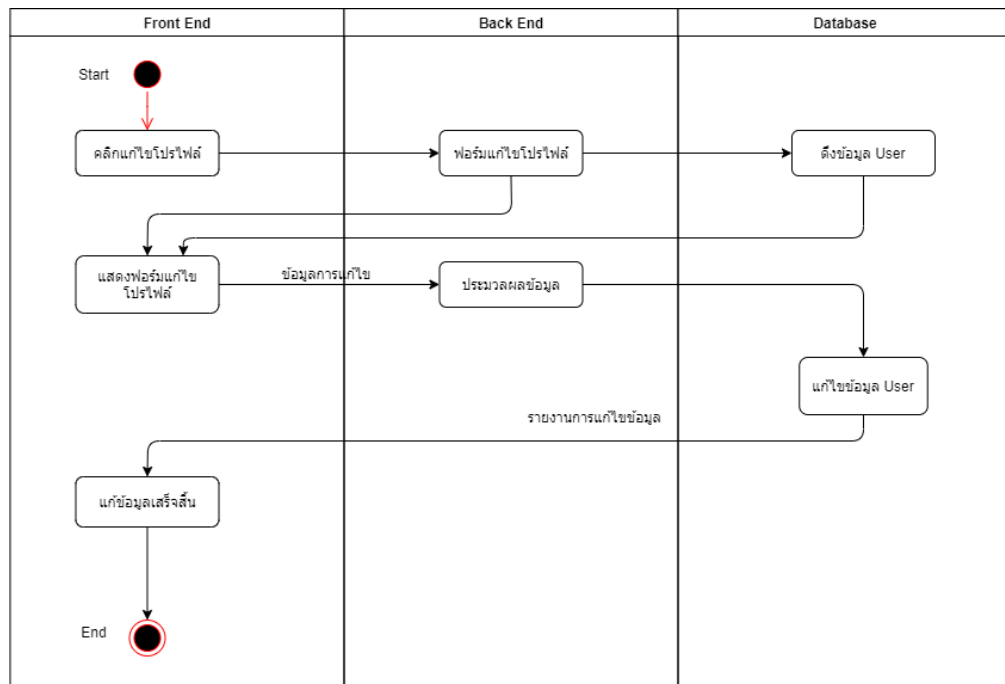 Front End
Back End
Database
Start
คลิกแก้ไขโปรไฟล์
ฟอร์มแก้ไขโปรไฟล์
ดึงข้อมูล User
แสดงฟอร์มแก้ไข
โปรไฟล์
ข้อมูลการแก้ไข
ประมวลผลข้อมูล
แก้ไขข้อมูล User
รายงานการแก้ไขข้อมูล
แก้ข้อมูลเสร็จสิ้น
End